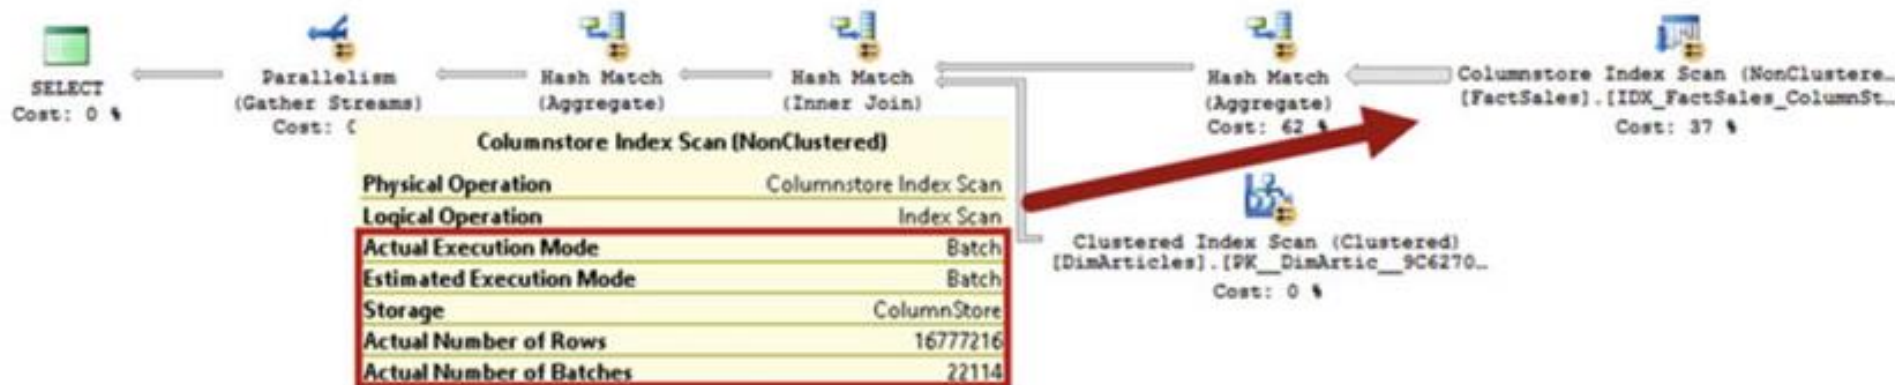 SELECT
Cost: 0 %
Parallelism
(Gather Streams)
Cost: 0
Hash Match
(Aggregate)
Hash Match
(Inner Join)
Hash Match
(Aggregate)
Cost: 62 %
Columnstore Index Scan (NonClustere…
[FactSales].[IDX_FactSales_ColumnSt…
Cost: 37 %
Clustered Index Scan (Clustered)
[DimArticles].[PK__DimArtic__9C6270…
Cost: 0 %
Columnstore Index Scan (NonClustered)
Physical Operation Columnstore Index Scan
Logical Operation Index Scan
Actual Execution Mode Batch
Estimated Execution Mode Batch
Storage ColumnStore
Actual Number of Rows 16777216
Actual Number of Batches 22114